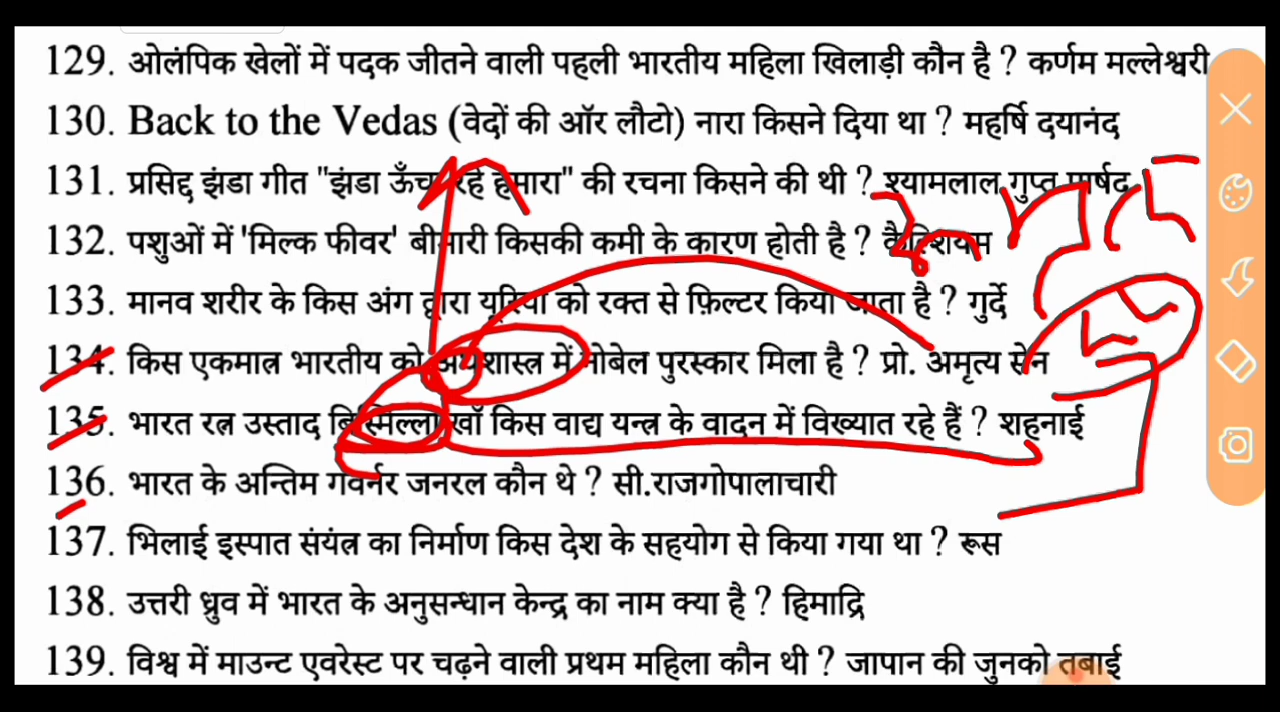 129. ओलंपिक खेलों में पदक जीतने वाली पहली भारतीय महिला खिलाड़ी कौन है ? कर्णम मल्लेश्वरी
130. Back to the Vedas (वेदों की ऑर लौटो) नारा किसने दिया था ? महर्षि दयानंद
131. प्रसिद्द झंडा गीत "झंडा ऊँचा रहे हमारा" की रचना किसने की थी ? श्यामलाल गुप्त पार्षद
132. पशुओं में 'मिल्क फीवर' बीमारी किसकी कमी के कारण होती है ? कैल्शियम
133. मानव शरीर के किस अंग द्वारा यूरिया को रक्त से फ़िल्टर किया जाता है ? गुर्दे
134. किस एकमात्र भारतीय को अर्थशास्त्र में नोबेल पुरस्कार मिला है ? प्रो. अमृत्य सेन
135. भारत रत्न उस्ताद बिस्मिल्ला खाँ किस वाद्य यन्त्र के वादन में विख्यात रहे हैं ? शहनाई
136. भारत के अन्तिम गवर्नर जनरल कौन थे ? सी.राजगोपालाचारी
137. भिलाई इस्पात संयंत्र का निर्माण किस देश के सहयोग से किया गया था ? रूस
138. उत्तरी ध्रुव में भारत के अनुसन्धान केन्द्र का नाम क्या है ? हिमाद्रि
139. विश्व में माउन्ट एवरेस्ट पर चढ़ने वाली प्रथम महिला कौन थी ? जापान की जुनको तबाई